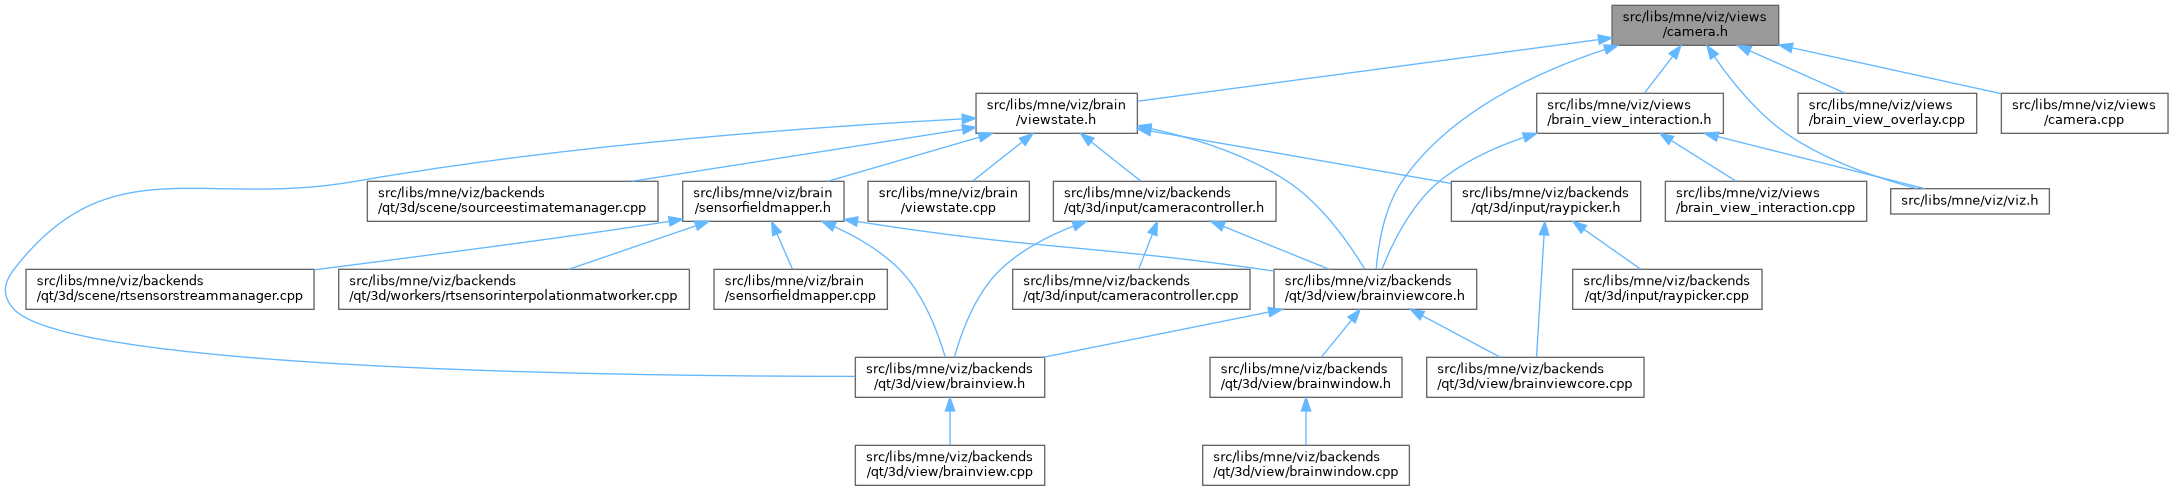 src/libs/mne/viz/views
/camera.h
src/libs/mne/viz/brain
/viewstate.h
src/libs/mne/viz/views
/brain_view_interaction.h
src/libs/mne/viz/views
/brain_view_overlay.cpp
src/libs/mne/viz/views
/camera.cpp
src/libs/mne/viz/backends
/qt/3d/scene/sourceestimatemanager.cpp
src/libs/mne/viz/brain
/sensorfieldmapper.h
src/libs/mne/viz/brain
/viewstate.cpp
src/libs/mne/viz/backends
/qt/3d/input/cameracontroller.h
src/libs/mne/viz/backends
/qt/3d/input/raypicker.h
src/libs/mne/viz/views
/brain_view_interaction.cpp
src/libs/mne/viz/viz.h
src/libs/mne/viz/backends
/qt/3d/scene/rtsensorstreammanager.cpp
src/libs/mne/viz/backends
/qt/3d/workers/rtsensorinterpolationmatworker.cpp
src/libs/mne/viz/brain
/sensorfieldmapper.cpp
src/libs/mne/viz/backends
/qt/3d/input/cameracontroller.cpp
src/libs/mne/viz/backends
/qt/3d/view/brainviewcore.h
src/libs/mne/viz/backends
/qt/3d/input/raypicker.cpp
src/libs/mne/viz/backends
/qt/3d/view/brainview.h
src/libs/mne/viz/backends
/qt/3d/view/brainwindow.h
src/libs/mne/viz/backends
/qt/3d/view/brainviewcore.cpp
src/libs/mne/viz/backends
/qt/3d/view/brainview.cpp
src/libs/mne/viz/backends
/qt/3d/view/brainwindow.cpp